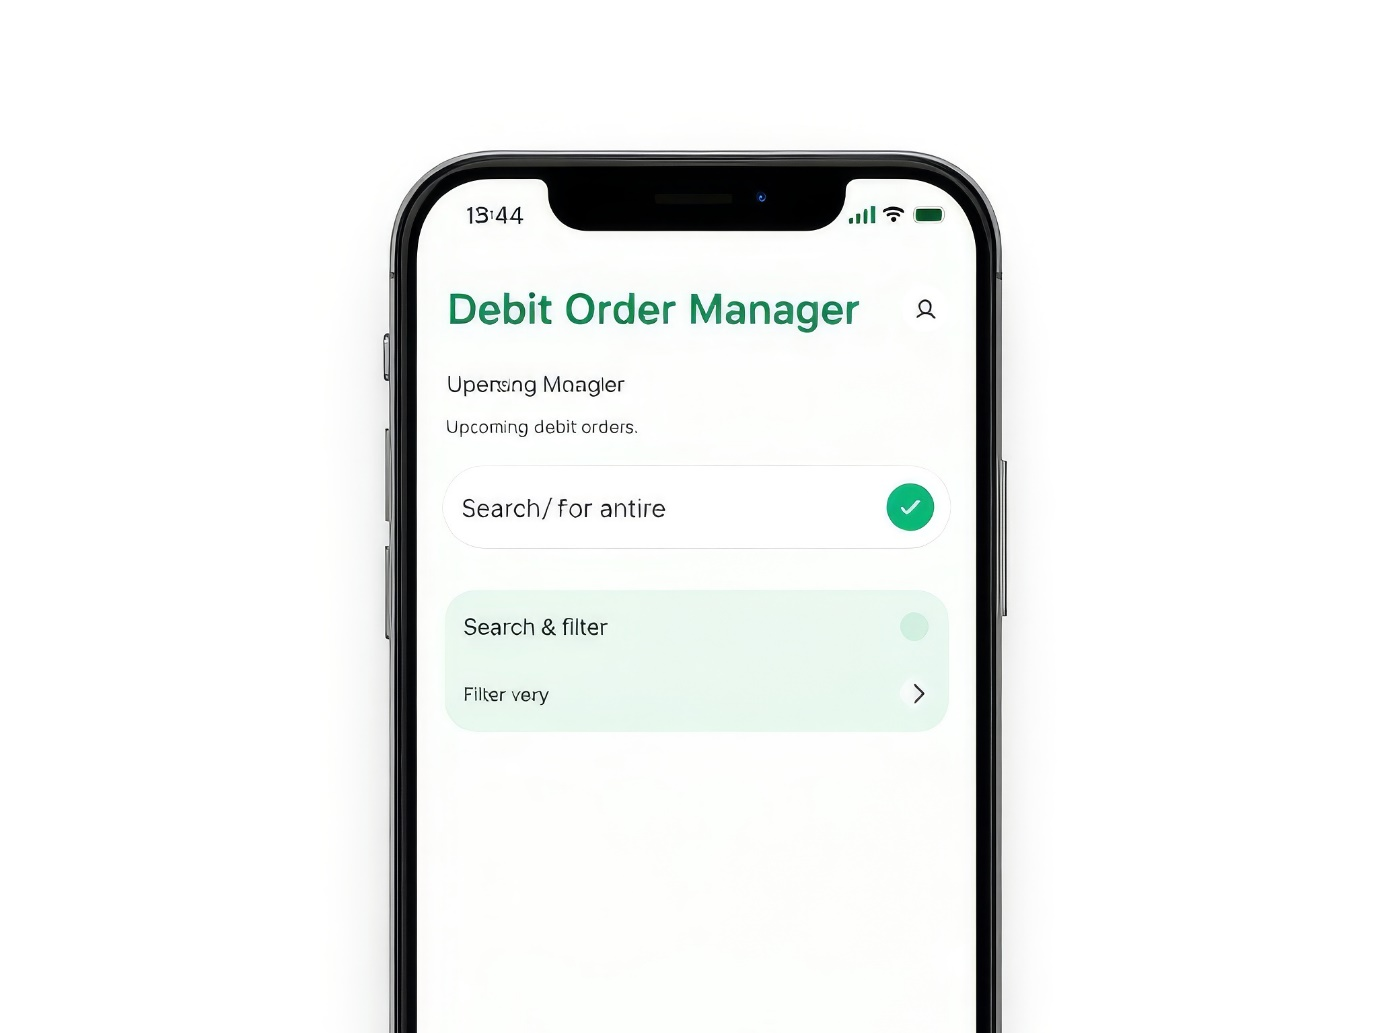 13:44
Debit Order Manager
Upcoming debit orders.
Search/ for antire
Search & filter
Filter very